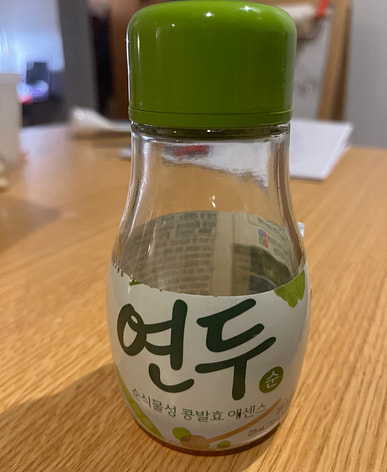 연두
순
순식물성 콩발효 에센스